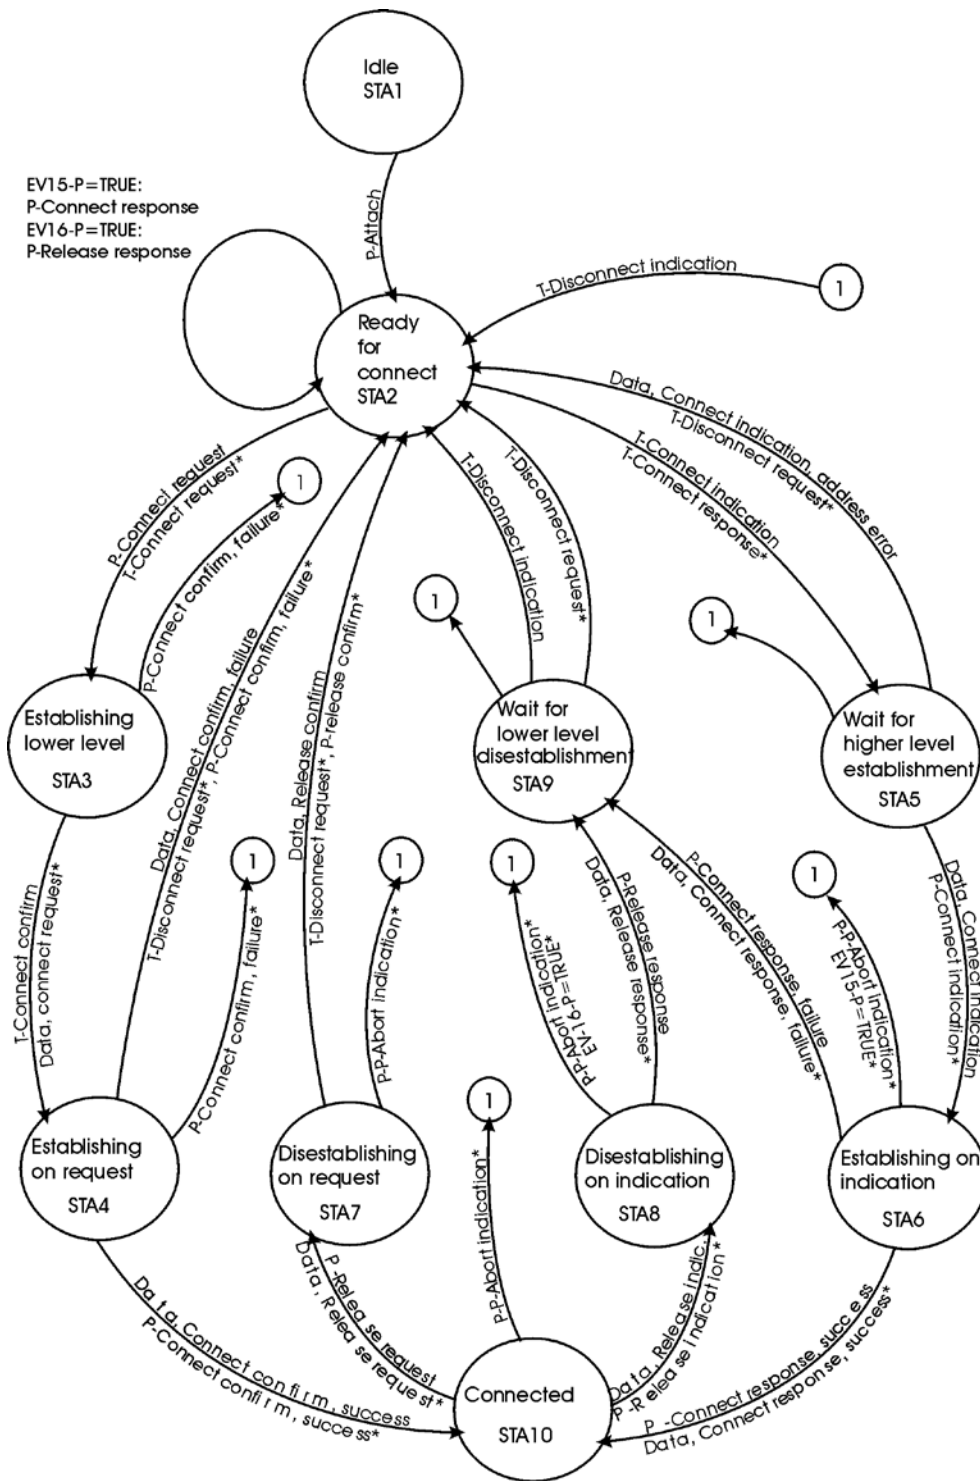 Idle
STA1
EV15-P=TRUE:
P-Connect response
EV16-P=TRUE:
P-Release response
P-Attach
T-Disconnect indication
1
Ready
for
connect
STA2
Data, Connect indication, address error
T-Disconnect request*
T-Connect indication
T-Connect response*
P-Connect request
T-Connect request*
1
P-Connect confirm, failure*
T-Disconnect indication
T-Disconnect request*
1
1
Data, Connect confirm, failure
T-Disconnect request*, P-Connect confirm, failure*
Data, Release confirm
T-Disconnect request*, P-release confirm*
Establishing
lower level
STA3
Wait for
lower level
disestablishment
STA9
Wait for
higher level
establishment
STA5
T-Connect confirm
Data, connect request*
1
P-Connect confirm, failure*
1
P-P-Abort indication*
1
P-P-Abort indication*
EV-16-P=TRUE*
P-Release response
Data, Release response*
P-Connect response, failure
Data, Connect response, failure*
1
P-P-Abort indication*
EV15-P=TRUE*
Data, Connect indication
P-Connect indication*
Establishing
on request
STA4
Disestablishing
on request
STA7
1
P-P-Abort indication*
Disestablishing
on indication
STA8
Establishing on
indication
STA6
Data, Connect confirm, success
P-Connect confirm, success*
P-Release request
Data, Release request*
Data, Release indic.
P-Release indication*
P-Connect response, success
Data, Connect response, success*
Connected
STA10